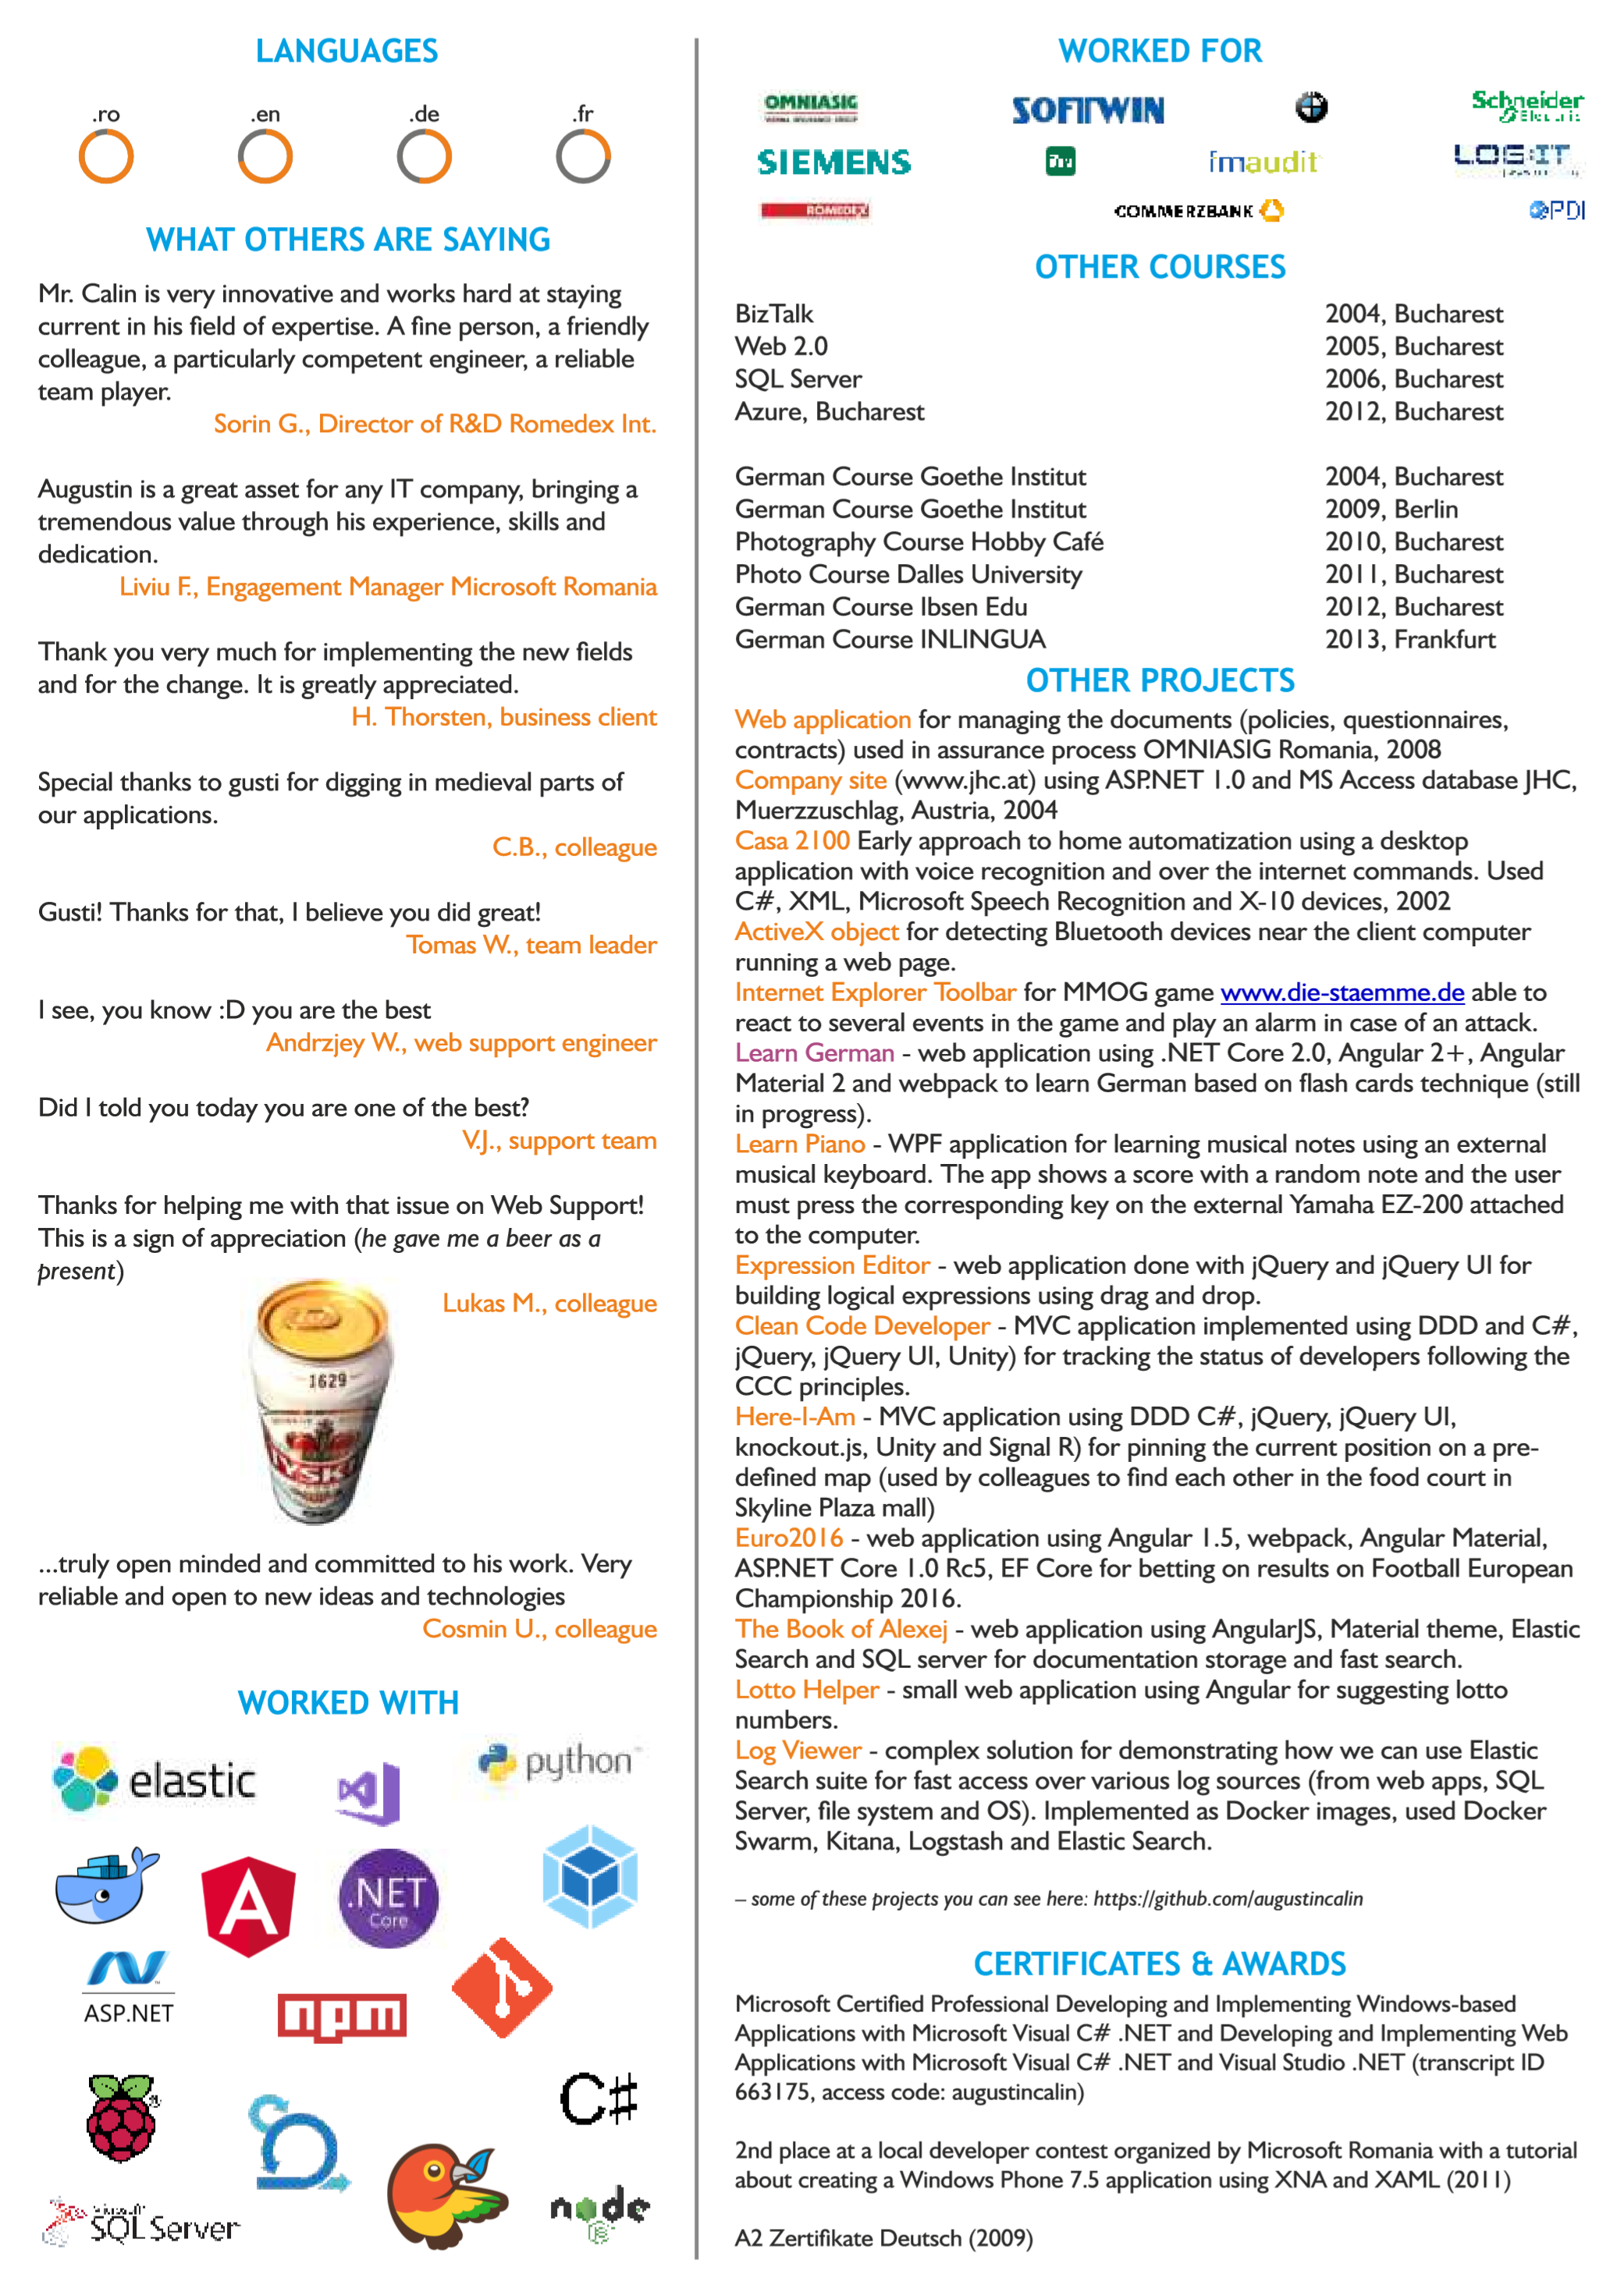 LANGUAGES
.ro
.en
.de
.fr
WHAT OTHERS ARE SAYING
Mr. Calin is very innovative and works hard at staying
current in his field of expertise. A fine person, a friendly
colleague, a particularly competent engineer, a reliable
team player.
Sorin G., Director of R&D Romedex Int.
Augustin is a great asset for any IT company, bringing a
tremendous value through his experience, skills and
dedication.
Liviu F., Engagement Manager Microsoft Romania
Thank you very much for implementing the new fields
and for the change. It is greatly appreciated.
H. Thorsten, business client
Special thanks to gusti for digging in medieval parts of
our applications.
C.B., colleague
Gusti! Thanks for that, I believe you did great!
Tomas W., team leader
I see, you know :D you are the best
Andrzjey W., web support engineer
Did I told you today you are one of the best?
V.J., support team
Thanks for helping me with that issue on Web Support!
This is a sign of appreciation (he gave me a beer as a
present)
Lukas M., colleague
1629
TYSKI
...truly open minded and committed to his work. Very
reliable and open to new ideas and technologies
Cosmin U., colleague
WORKED WITH
elastic
python
.NET
Core
ASP.NET
npm
C#
SQL Server
node
JS
WORKED FOR
OMNIASIG
SOFTWIN
Schneider
Electric
SIEMENS
fmaudit
LOGIT
ROMEDEX
COMMERZBANK
PDI
OTHER COURSES
BizTalk 2004, Bucharest
Web 2.0 2005, Bucharest
SQL Server 2006, Bucharest
Azure, Bucharest 2012, Bucharest
German Course Goethe Institut 2004, Bucharest
German Course Goethe Institut 2009, Berlin
Photography Course Hobby Café 2010, Bucharest
Photo Course Dalles University 2011, Bucharest
German Course Ibsen Edu 2012, Bucharest
German Course INLINGUA 2013, Frankfurt
OTHER PROJECTS
Web application for managing the documents (policies, questionnaires,
contracts) used in assurance process OMNIASIG Romania, 2008
Company site (www.jhc.at) using ASP.NET 1.0 and MS Access database JHC,
Muerzzuschlag, Austria, 2004
Casa 2100 Early approach to home automatization using a desktop
application with voice recognition and over the internet commands. Used
C#, XML, Microsoft Speech Recognition and X-10 devices, 2002
ActiveX object for detecting Bluetooth devices near the client computer
running a web page.
Internet Explorer Toolbar for MMOG game www.die-staemme.de able to
react to several events in the game and play an alarm in case of an attack.
Learn German - web application using .NET Core 2.0, Angular 2+, Angular
Material 2 and webpack to learn German based on flash cards technique (still
in progress).
Learn Piano - WPF application for learning musical notes using an external
musical keyboard. The app shows a score with a random note and the user
must press the corresponding key on the external Yamaha EZ-200 attached
to the computer.
Expression Editor - web application done with jQuery and jQuery UI for
building logical expressions using drag and drop.
Clean Code Developer - MVC application implemented using DDD and C#,
jQuery, jQuery UI, Unity) for tracking the status of developers following the
CCC principles.
Here-I-Am - MVC application using DDD C#, jQuery, jQuery UI,
knockout.js, Unity and Signal R) for pinning the current position on a pre-
defined map (used by colleagues to find each other in the food court in
Skyline Plaza mall)
Euro2016 - web application using Angular 1.5, webpack, Angular Material,
ASP.NET Core 1.0 Rc5, EF Core for betting on results on Football European
Championship 2016.
The Book of Alexej - web application using AngularJS, Material theme, Elastic
Search and SQL server for documentation storage and fast search.
Lotto Helper - small web application using Angular for suggesting lotto
numbers.
Log Viewer - complex solution for demonstrating how we can use Elastic
Search suite for fast access over various log sources (from web apps, SQL
Server, file system and OS). Implemented as Docker images, used Docker
Swarm, Kitana, Logstash and Elastic Search.
– some of these projects you can see here: https://github.com/augustincalin
CERTIFICATES & AWARDS
Microsoft Certified Professional Developing and Implementing Windows-based
Applications with Microsoft Visual C# .NET and Developing and Implementing Web
Applications with Microsoft Visual C# .NET and Visual Studio .NET (transcript ID
663175, access code: augustincalin)
2nd place at a local developer contest organized by Microsoft Romania with a tutorial
about creating a Windows Phone 7.5 application using XNA and XAML (2011)
A2 Zertifikate Deutsch (2009)